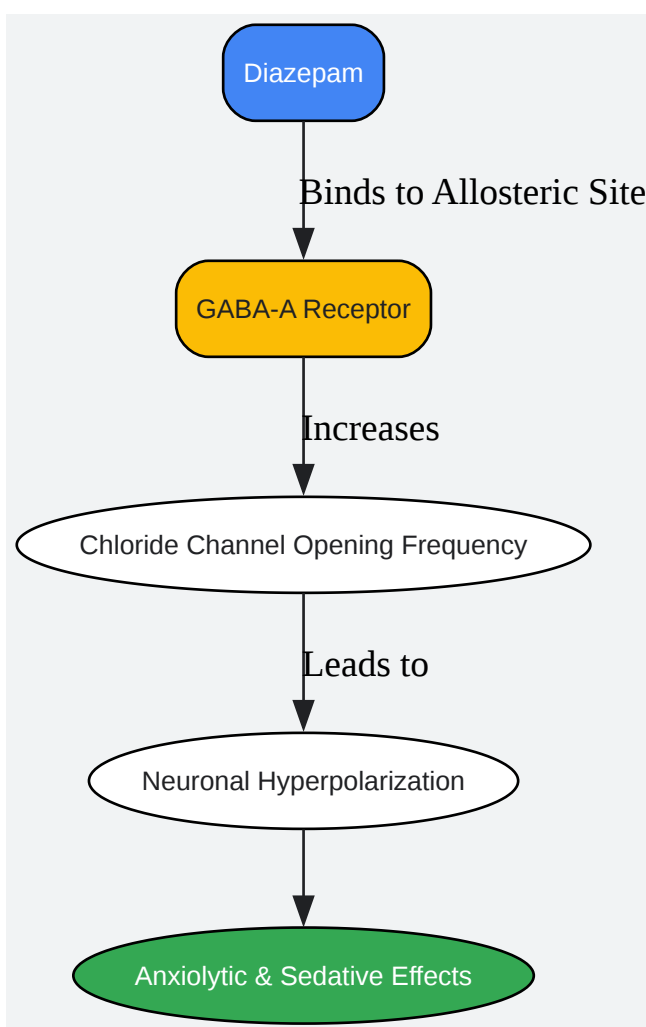 Diazepam
Binds to Allosteric Site
GABA-A Receptor
Increases
Chloride Channel Opening Frequency
Leads to
Neuronal Hyperpolarization
Anxiolytic & Sedative Effects